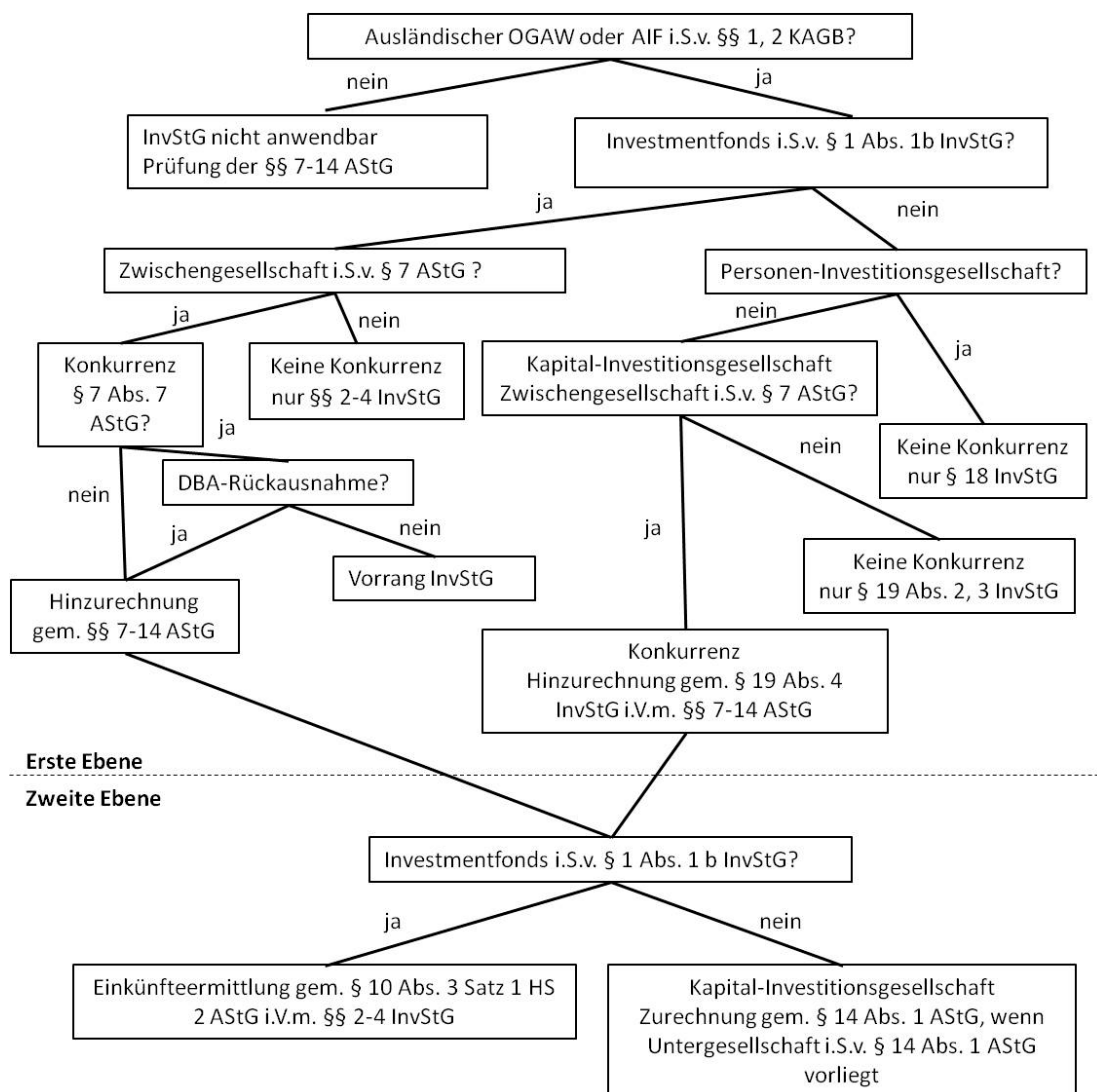 Ausländischer OGAW oder AIF i.S.v. §§ 1, 2 KAGB?
nein
ja
InvStG nicht anwendbar
Prüfung der §§ 7-14 AStG
Investmentfonds i.S.v. § 1 Abs. 1b InvStG?
ja
nein
Zwischengesellschaft i.S.v. § 7 AStG ?
Personen-Investitionsgesellschaft?
ja
nein
nein
ja
Konkurrenz
§ 7 Abs. 7
AStG?
Keine Konkurrenz
nur §§ 2-4 InvStG
Kapital-Investitionsgesellschaft
Zwischengesellschaft i.S.v. § 7 AStG?
Keine Konkurrenz
nur § 18 InvStG
ja
nein
DBA-Rückausnahme?
nein
ja
nein
ja
Vorrang InvStG
Keine Konkurrenz
nur § 19 Abs. 2, 3 InvStG
Hinzurechnung
gem. §§ 7-14 AStG
Konkurrenz
Hinzurechnung gem. § 19 Abs. 4
InvStG i.V.m. §§ 7-14 AStG
Erste Ebene
Zweite Ebene
Investmentfonds i.S.v. § 1 Abs. 1 b InvStG?
ja
nein
Einkünfteermittlung gem. § 10 Abs. 3 Satz 1 HS
2 AStG i.V.m. §§ 2-4 InvStG
Kapital-Investitionsgesellschaft
Zurechnung gem. § 14 Abs. 1 AStG, wenn
Untergesellschaft i.S.v. § 14 Abs. 1 AStG
vorliegt